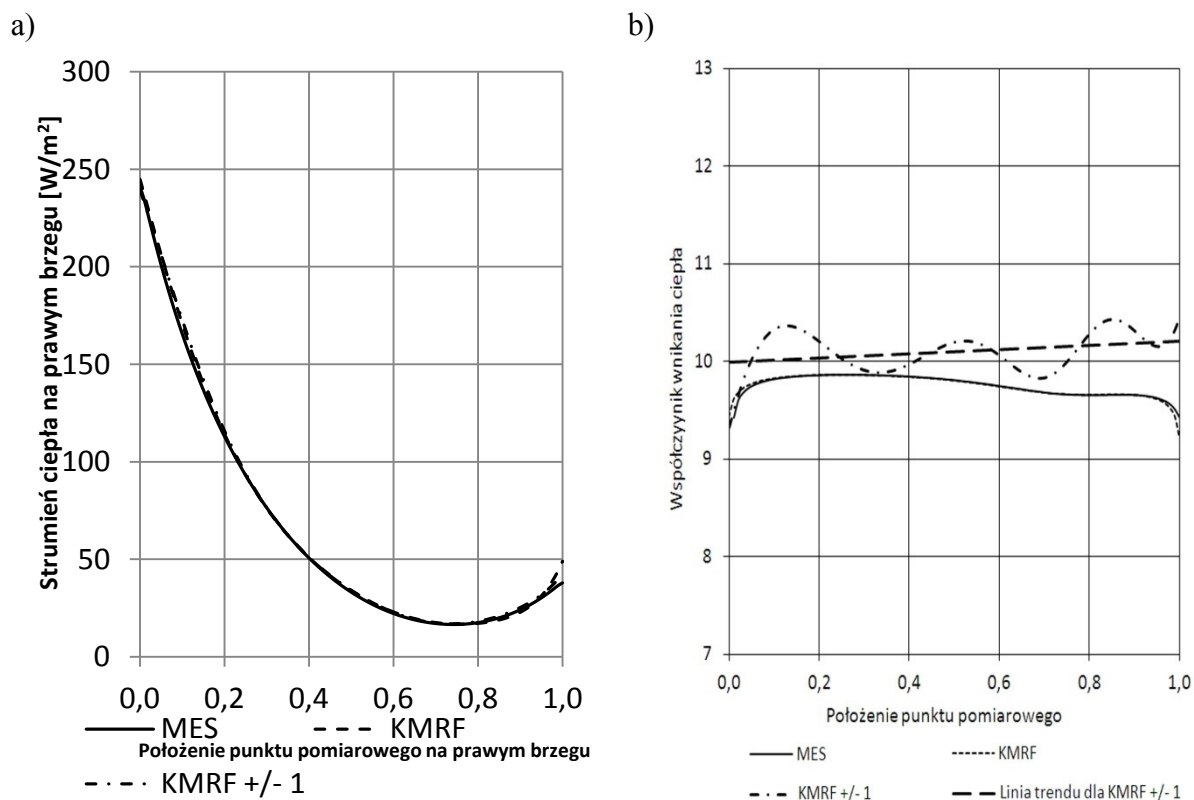 a)
Strumień ciepła na prawym brzegu [W/m²]
300
250
200
150
100
50
0
0,0 0,2 0,4 0,6 0,8 1,0
MES KMRF
Położenie punktu pomiarowego na prawym brzegu
KMRF +/- 1
b)
Współczyynik wnikania ciepła
13
12
11
10
9
8
7
0,0 0,2 0,4 0,6 0,8 1,0
Położenie punktu pomiarowego
MES KMRF
KMRF +/- 1 Linia trendu dla KMRF +/- 1